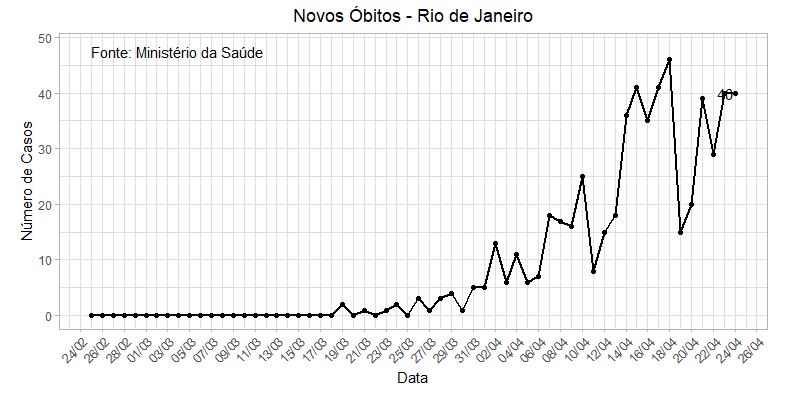 Novos Óbitos - Rio de Janeiro
Fonte: Ministério da Saúde
Número de Casos
50
40
30
20
10
0
40
24/02 26/02 28/02 01/03 03/03 05/03 07/03 09/03 11/03 13/03 15/03 17/03 19/03 21/03 23/03 25/03 27/03 29/03 31/03 02/04 04/04 06/04 08/04 10/04 12/04 14/04 16/04 18/04 20/04 22/04 24/04 26/04
Data